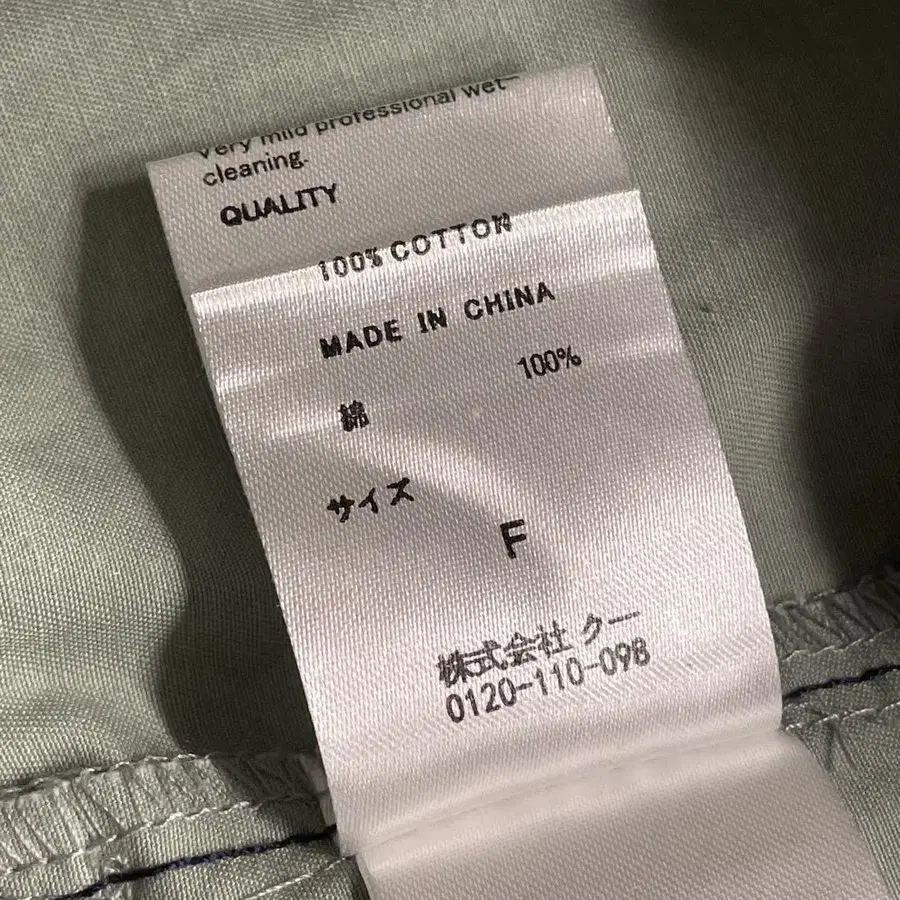 Very mild professional wet-
cleaning.
QUALITY
100% COTTON
MADE IN CHINA
綿 100%
サイズ
F
株式会社 クー
0120-110-098